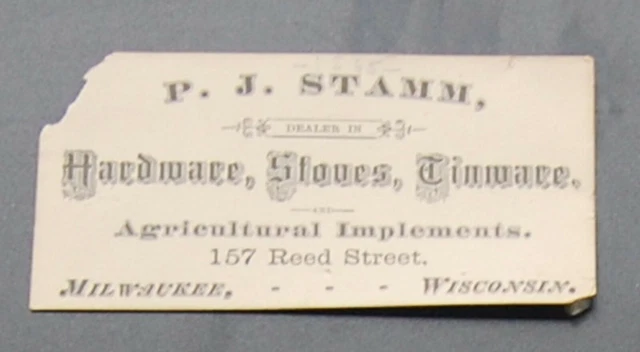 P. J. STAMM,
DEALER IN
Hardware, Stoves, Tinware,
AND
Agricultural Implements.
157 Reed Street.
MILWAUKEE, - - - WISCONSIN.